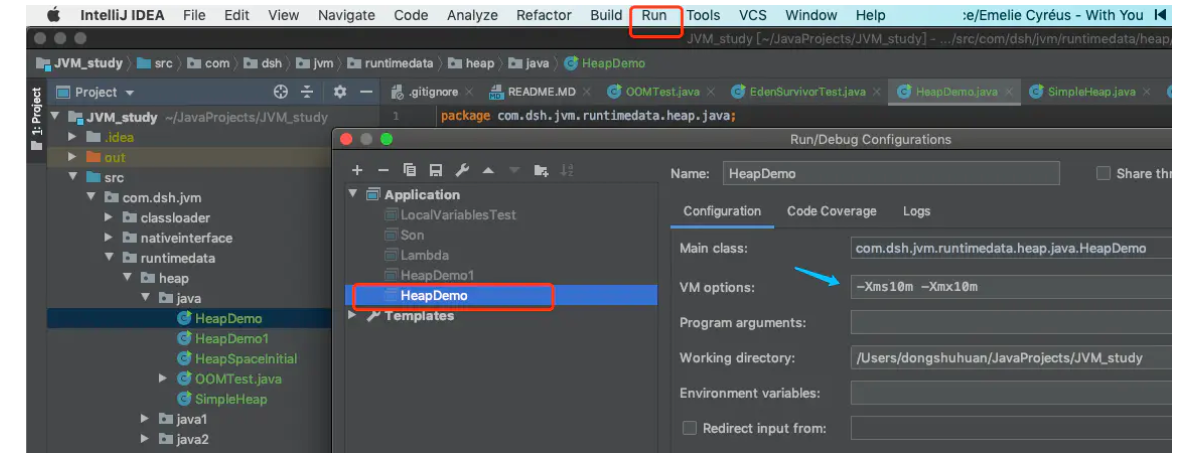 IntelliJ IDEA File Edit View Navigate Code Analyze Refactor Build Run Tools VCS Window Help :e/Emelie Cyréus - With You
JVM_study [~/JavaProjects/JVM_study] - .../src/com/dsh/jvm/runtimedata/heap/
JVM_study src com dsh jvm runtimedata heap java HeapDemo
1: Project
Project
.gitignore README.MD OOMTest.java EdenSurvivorTest.java HeapDemo.java SimpleHeap.java
JVM_study ~/JavaProjects/JVM_study
1 package com.dsh.jvm.runtimedata.heap.java;
.idea
out
src
com.dsh.jvm
classloader
nativeinterface
runtimedata
heap
java
HeapDemo
HeapDemo1
HeapSpaceInitial
OOMTest.java
SimpleHeap
java1
java2
Run/Debug Configurations
Application
LocalVariablesTest
Son
Lambda
HeapDemo1
HeapDemo
Templates
Name: HeapDemo
Share thr
Configuration Code Coverage Logs
Main class: com.dsh.jvm.runtimedata.heap.java.HeapDemo
VM options: -Xms10m -Xmx10m
Program arguments:
Working directory: /Users/dongshuhuan/JavaProjects/JVM_study
Environment variables:
Redirect input from: